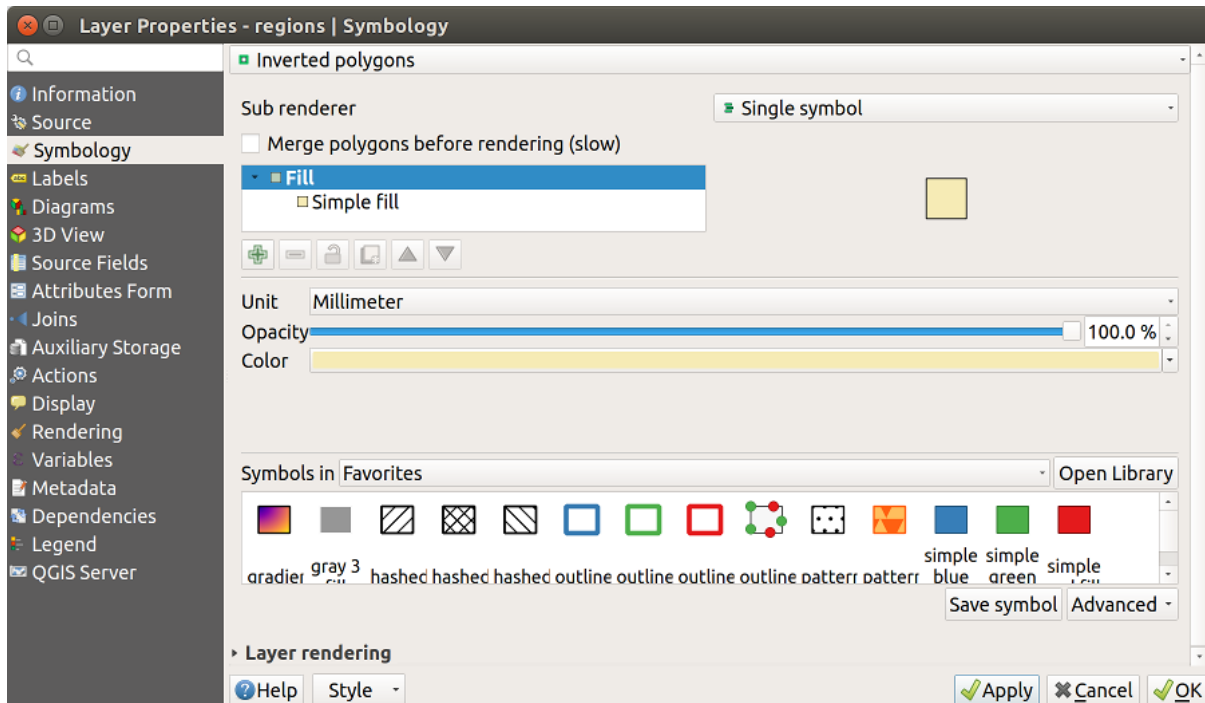 Layer Properties - regions | Symbology
Inverted polygons
Information
Source
Symbology
Labels
Diagrams
3D View
Source Fields
Attributes Form
Joins
Auxiliary Storage
Actions
Display
Rendering
Variables
Metadata
Dependencies
Legend
QGIS Server
Sub renderer
Single symbol
Merge polygons before rendering (slow)
Fill
Simple fill
Unit Millimeter
Opacity 100.0 %
Color
Symbols in Favorites Open Library
gray 3
hashed hashed hashed outline outline outline outline
simple blue
simple green
simple
Save symbol Advanced
Layer rendering
Help Style Apply Cancel OK